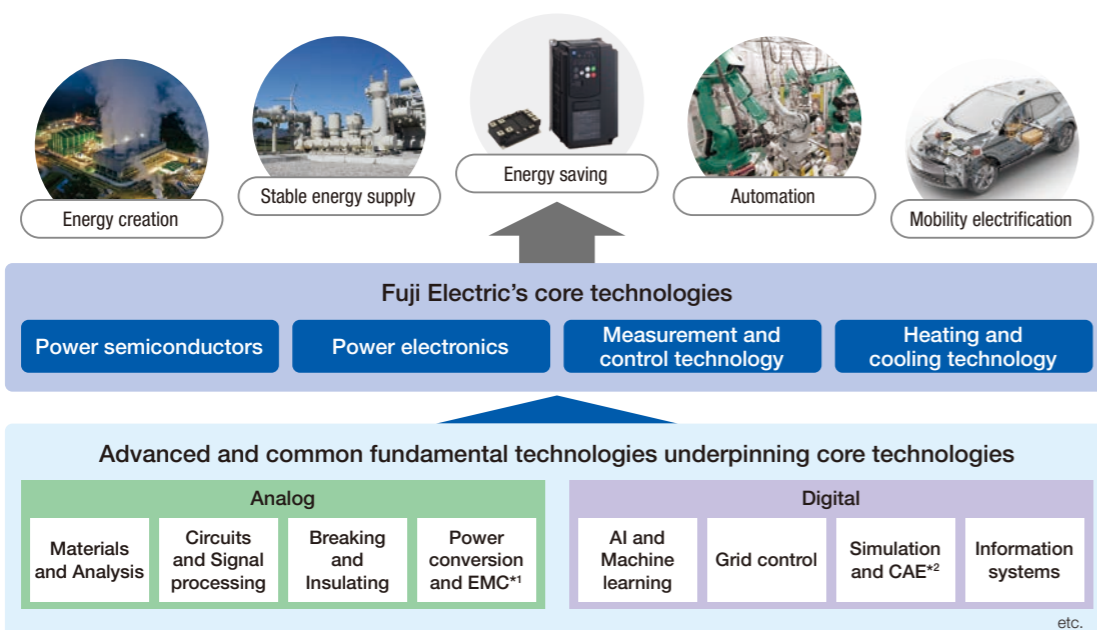 Energy creation
Stable energy supply
Energy saving
Automation
Mobility electrification
Fuji Electric's core technologies
Power semiconductors
Power electronics
Measurement and
control technology
Heating and
cooling technology
Advanced and common fundamental technologies underpinning core technologies
Analog
Materials
and Analysis
Circuits
and Signal
processing
Breaking
and
Insulating
Power
conversion
and EMC*1
Digital
AI and
Machine
learning
Grid control
Simulation
and CAE*2
Information
systems
etc.